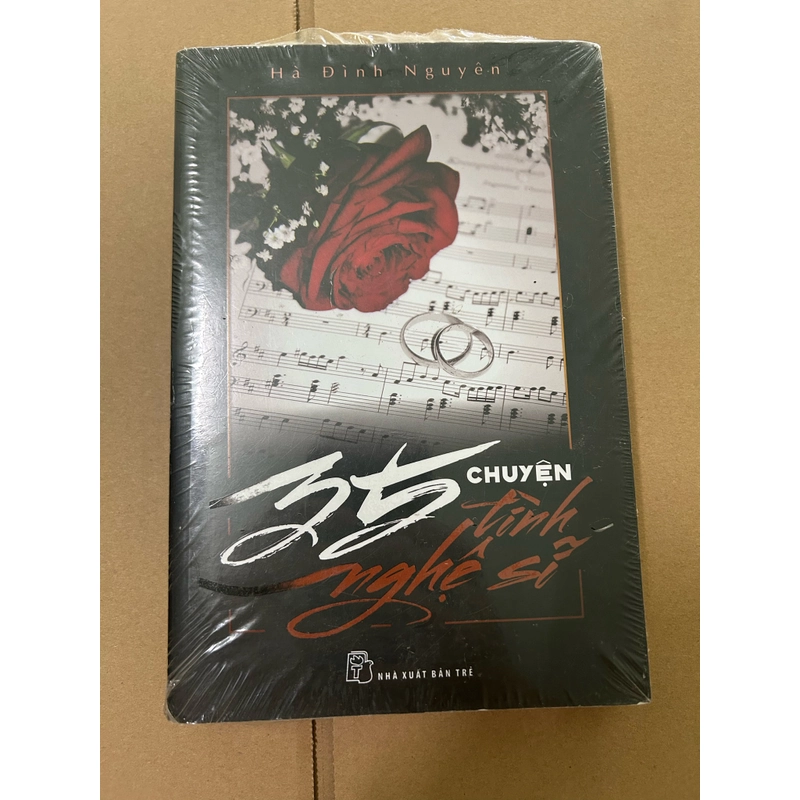 Hà Đình Nguyên
35 CHUYỆN
tình
nghệ sĩ
NHÀ XUẤT BẢN TRẺ